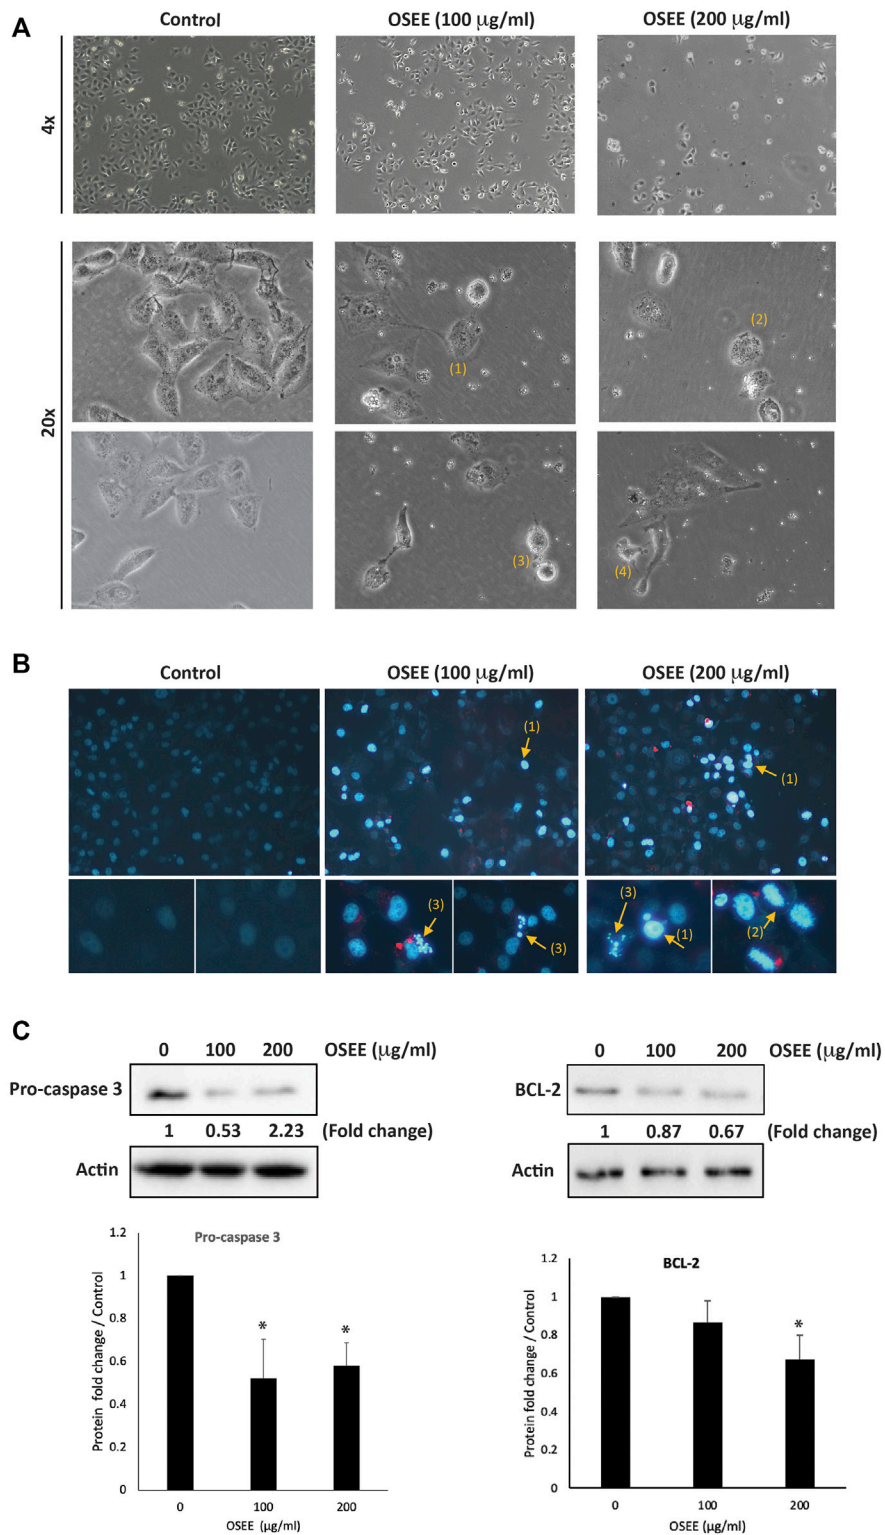 A
Control
OSEE (100 µg/ml)
OSEE (200 µg/ml)
4x
20x
(1)
(2)
(3)
(4)
B
Control
OSEE (100 µg/ml)
OSEE (200 µg/ml)
(1)
(1)
(3)
(3)
(3)
(1)
(2)
C
0 100 200 OSEE (µg/ml)
Pro-caspase 3
1 0.53 2.23 (Fold change)
Actin
0 100 200 OSEE (µg/ml)
BCL-2
1 0.87 0.67 (Fold change)
Actin
Pro-caspase 3
Protein fold change / Control
1.2
1
0.8
0.6
0.4
0.2
0
* *
0 100 200
OSEE (µg/ml)
BCL-2
Protein fold change / Control
1.2
1
0.8
0.6
0.4
0.2
0
*
0 100 200
OSEE (µg/ml)